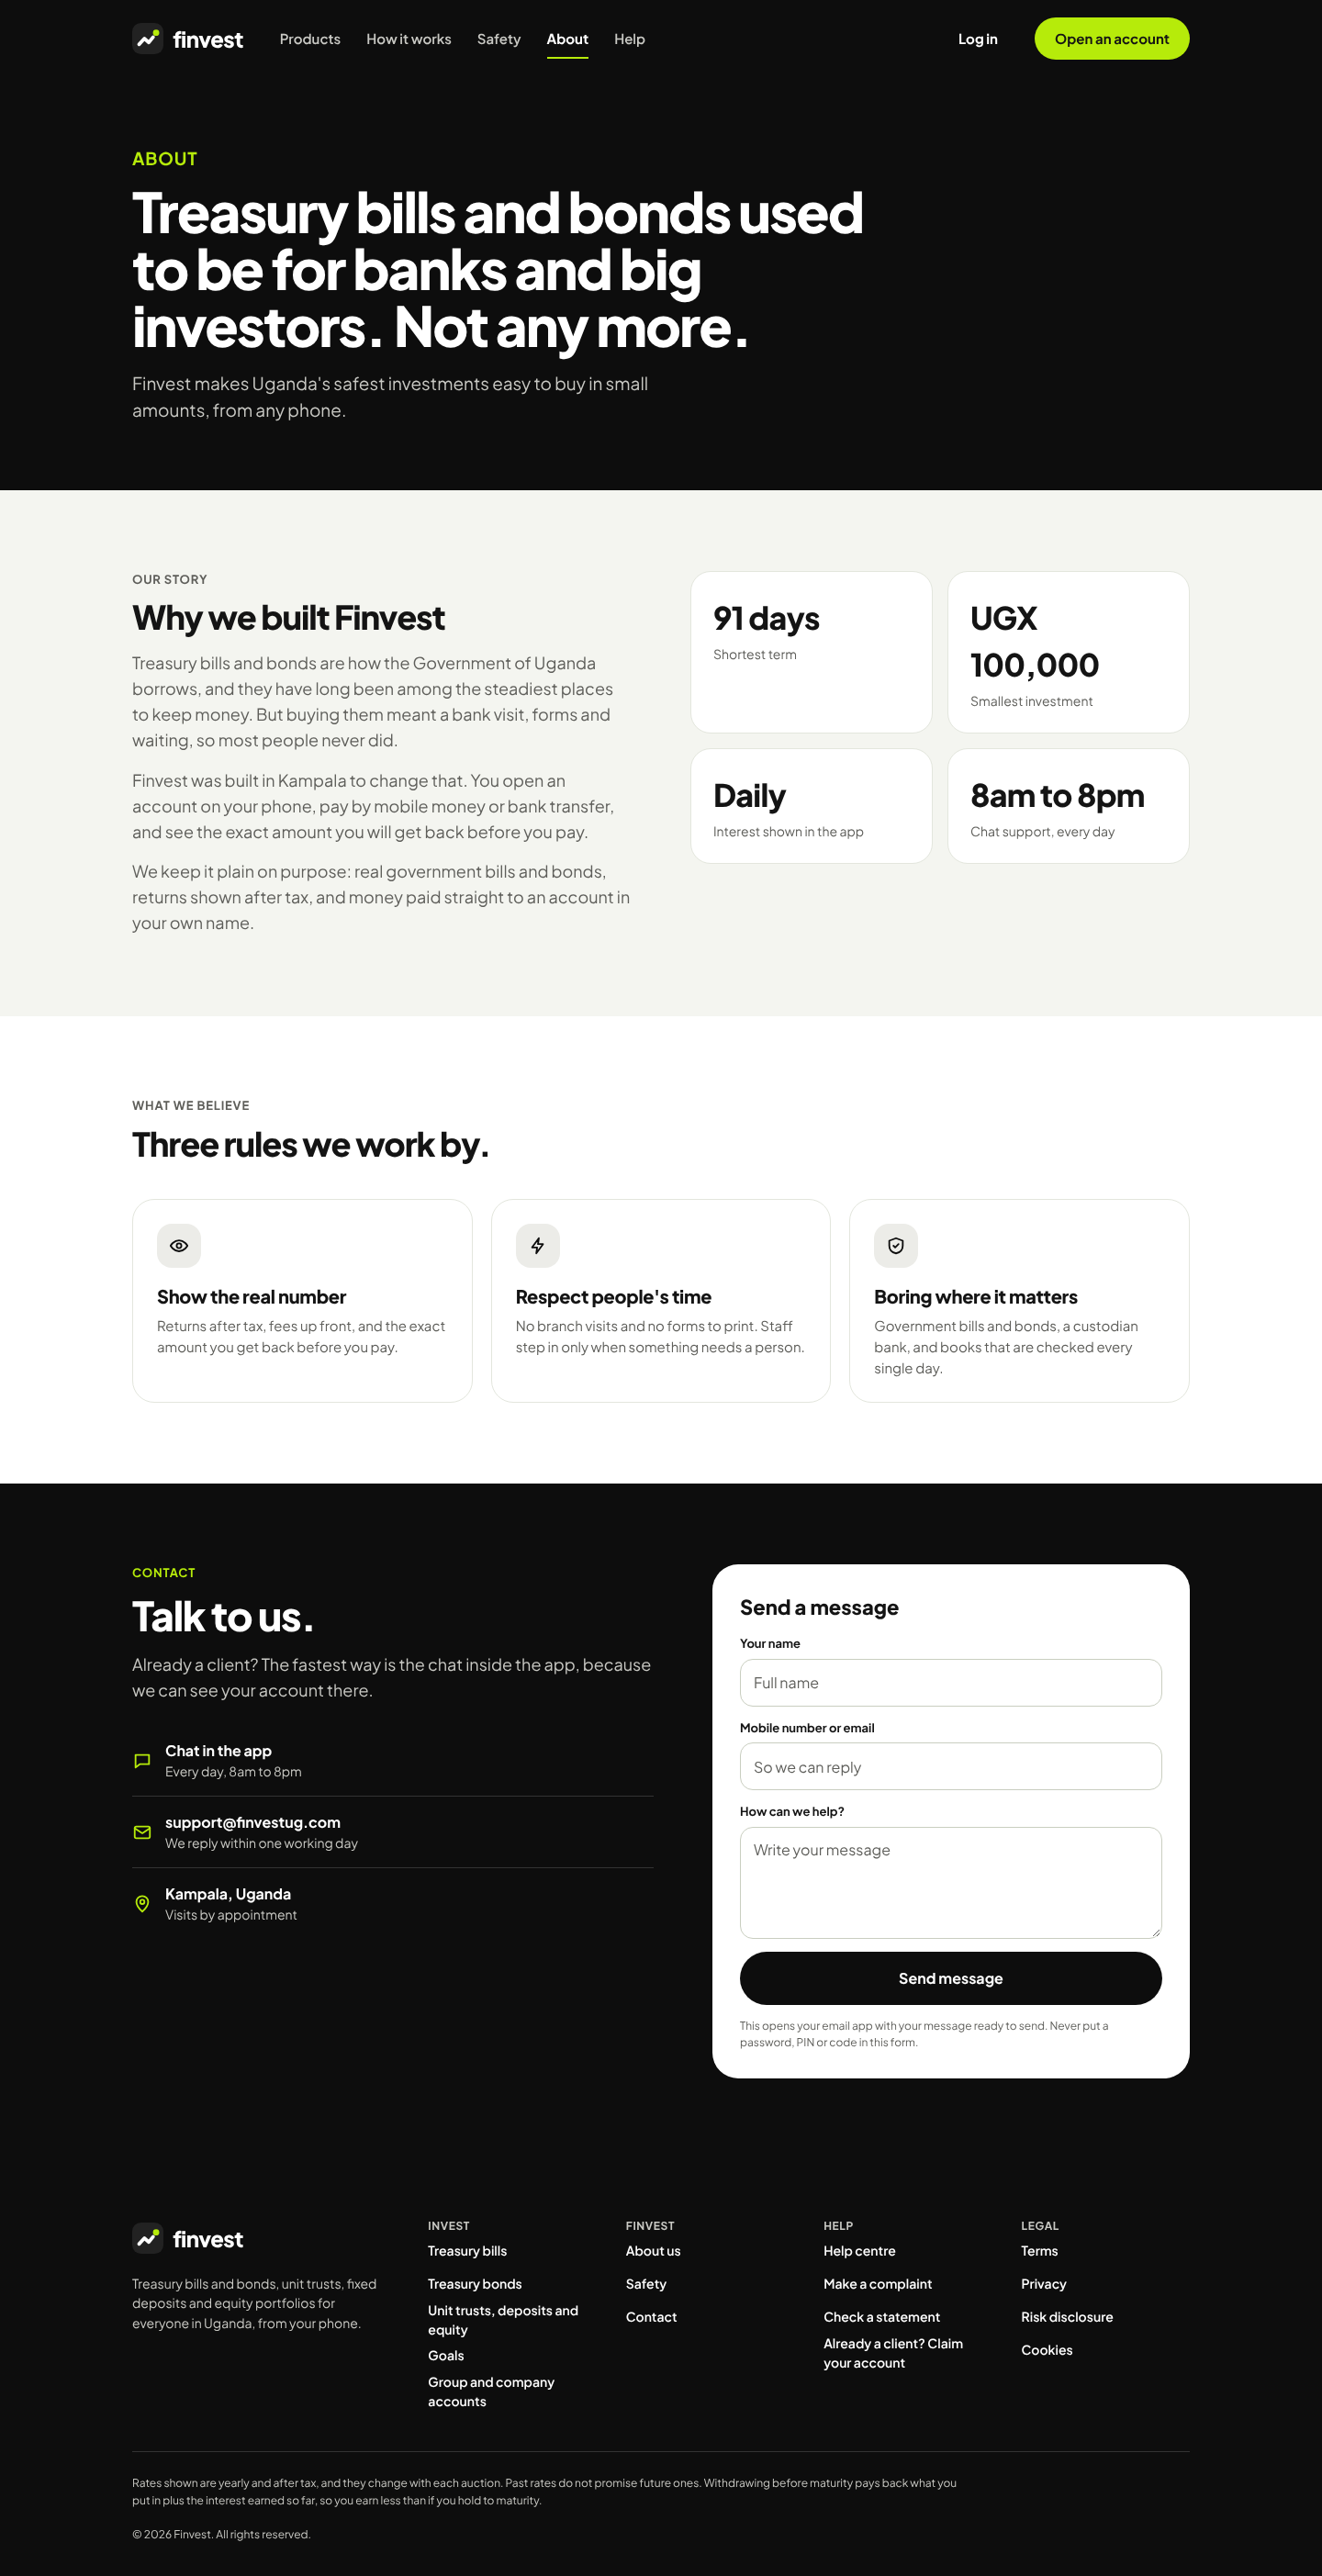 finvest
Products
How it works
Safety
About
Help
Log in
Open an account
ABOUT
Treasury bills and bonds used
to be for banks and big
investors. Not any more.
Finvest makes Uganda's safest investments easy to buy in small
amounts, from any phone.
OUR STORY
Why we built Finvest
Treasury bills and bonds are how the Government of Uganda
borrows, and they have long been among the steadiest places
to keep money. But buying them meant a bank visit, forms and
waiting, so most people never did.
Finvest was built in Kampala to change that. You open an
account on your phone, pay by mobile money or bank transfer,
and see the exact amount you will get back before you pay.
We keep it plain on purpose: real government bills and bonds,
returns shown after tax, and money paid straight to an account in
your own name.
91 days
Shortest term
UGX
100,000
Smallest investment
Daily
Interest shown in the app
8am to 8pm
Chat support, every day
WHAT WE BELIEVE
Three rules we work by.
Show the real number
Returns after tax, fees up front, and the exact
amount you get back before you pay.
Respect people's time
No branch visits and no forms to print. Staff
step in only when something needs a person.
Boring where it matters
Government bills and bonds, a custodian
bank, and books that are checked every
single day.
CONTACT
Talk to us.
Already a client? The fastest way is the chat inside the app, because
we can see your account there.
Chat in the app
Every day, 8am to 8pm
support@finvestug.com
We reply within one working day
Kampala, Uganda
Visits by appointment
Send a message
Your name
Full name
Mobile number or email
So we can reply
How can we help?
Write your message
Send message
This opens your email app with your message ready to send. Never put a
password, PIN or code in this form.
finvest
Treasury bills and bonds, unit trusts, fixed
deposits and equity portfolios for
everyone in Uganda, from your phone.
INVEST
Treasury bills
Treasury bonds
Unit trusts, deposits and
equity
Goals
Group and company
accounts
FINVEST
About us
Safety
Contact
HELP
Help centre
Make a complaint
Check a statement
Already a client? Claim
your account
LEGAL
Terms
Privacy
Risk disclosure
Cookies
Rates shown are yearly and after tax, and they change with each auction. Past rates do not promise future ones. Withdrawing before maturity pays back what you
put in plus the interest earned so far, so you earn less than if you hold to maturity.
© 2026 Finvest. All rights reserved.